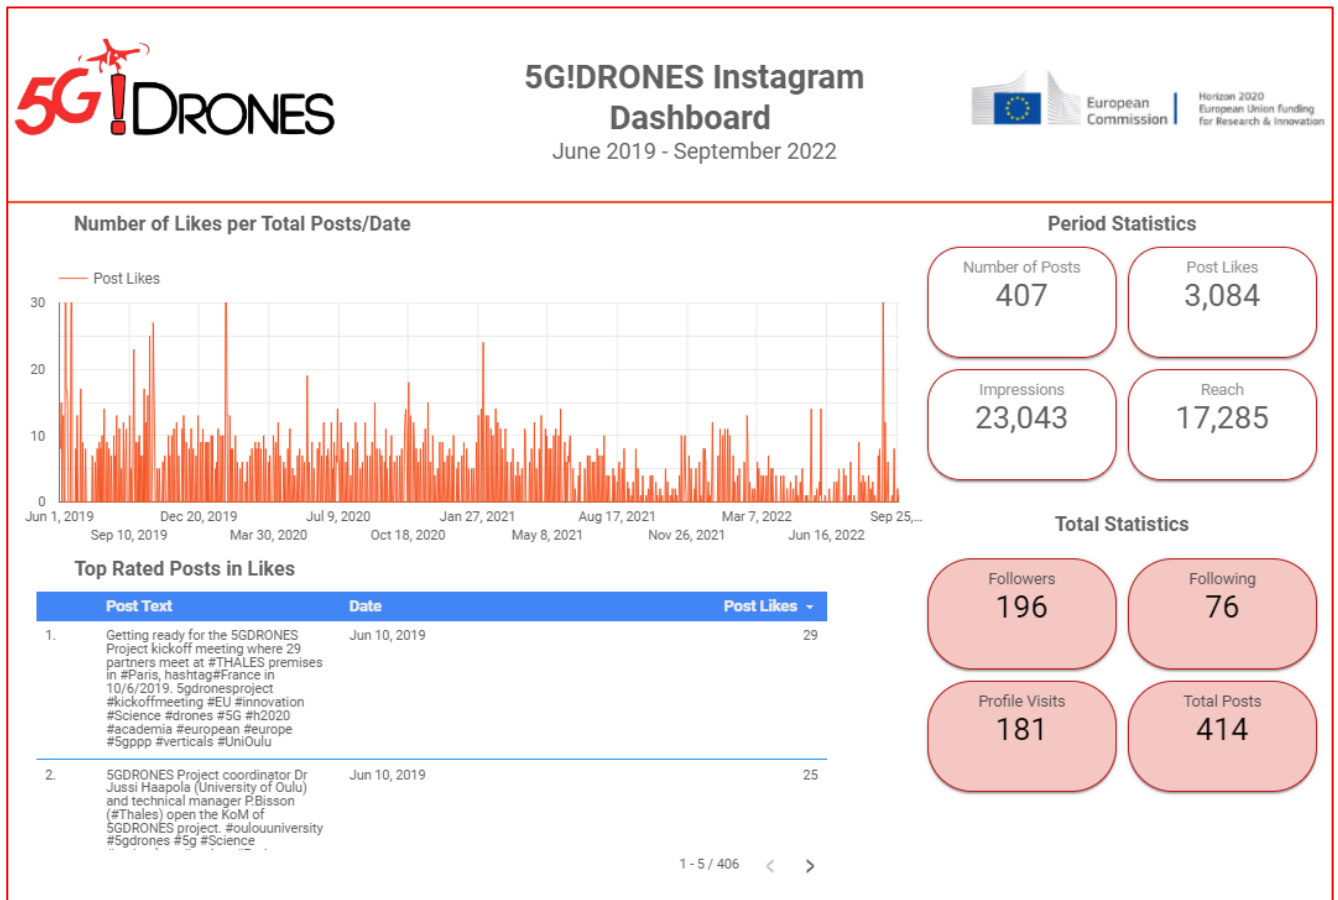 5G!DRONES
5G!DRONES Instagram
Dashboard
June 2019 - September 2022
European
Commission
Horizon 2020
European Union funding
for Research & Innovation
Number of Likes per Total Posts/Date
Post Likes
30
20
10
0
Jun 1, 2019
Sep 10, 2019
Dec 20, 2019
Mar 30, 2020
Jul 9, 2020
Oct 18, 2020
Jan 27, 2021
May 8, 2021
Aug 17, 2021
Nov 26, 2021
Mar 7, 2022
Jun 16, 2022
Sep 25,...
Top Rated Posts in Likes
Post Text Date Post Likes
1. Getting ready for the 5GDRONES Jun 10, 2019 29
Project kickoff meeting where 29
partners meet at #THALES premises
in #Paris, hashtag#France in
10/6/2019. 5gdronesproject
#kickoffmeeting #EU #innovation
#Science #drones #5G #h2020
#academia #european #europe
#5gppp #verticals #UniOulu
2. 5GDRONES Project coordinator Dr Jun 10, 2019 25
Jussi Haapola (University of Oulu)
and technical manager P.Bisson
(#Thales) open the KoM of
5GDRONES project. #oulouuniversity
#5gdrones #5g #Science
1 - 5 / 406
Period Statistics
Number of Posts
407
Post Likes
3,084
Impressions
23,043
Reach
17,285
Total Statistics
Followers
196
Following
76
Profile Visits
181
Total Posts
414